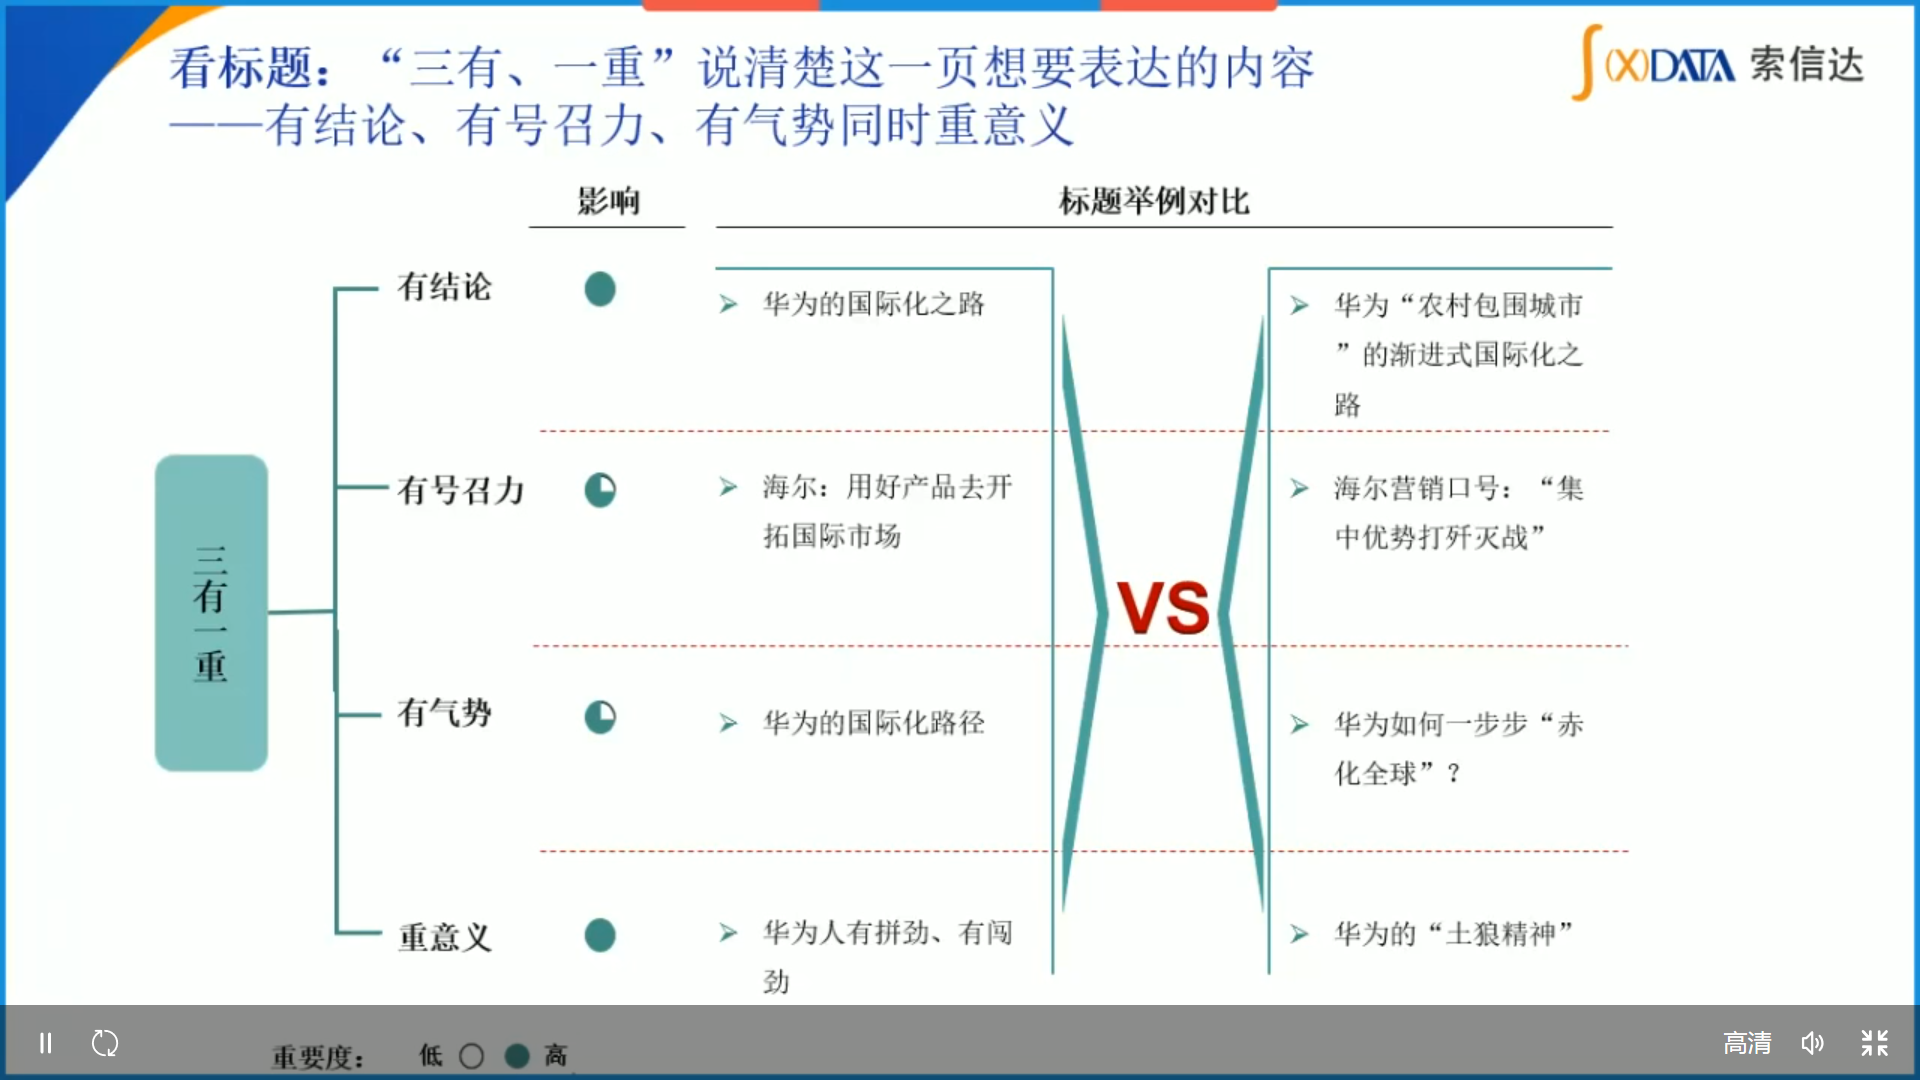 看标题：“三有、一重”说清楚这一页想要表达的内容
——有结论、有号召力、有气势同时重意义
(X)DATA 索信达
影响
标题举例对比
三有一重
有结论
华为的国际化之路
华为“农村包围城市
”的渐进式国际化之
路
有号召力
海尔：用好产品去开
拓国际市场
海尔营销口号：“集
中优势打歼灭战”
VS
有气势
华为的国际化路径
华为如何一步步“赤
化全球”？
重意义
华为人有拼劲、有闯
劲
华为的“土狼精神”
重要度： 低 高
高清